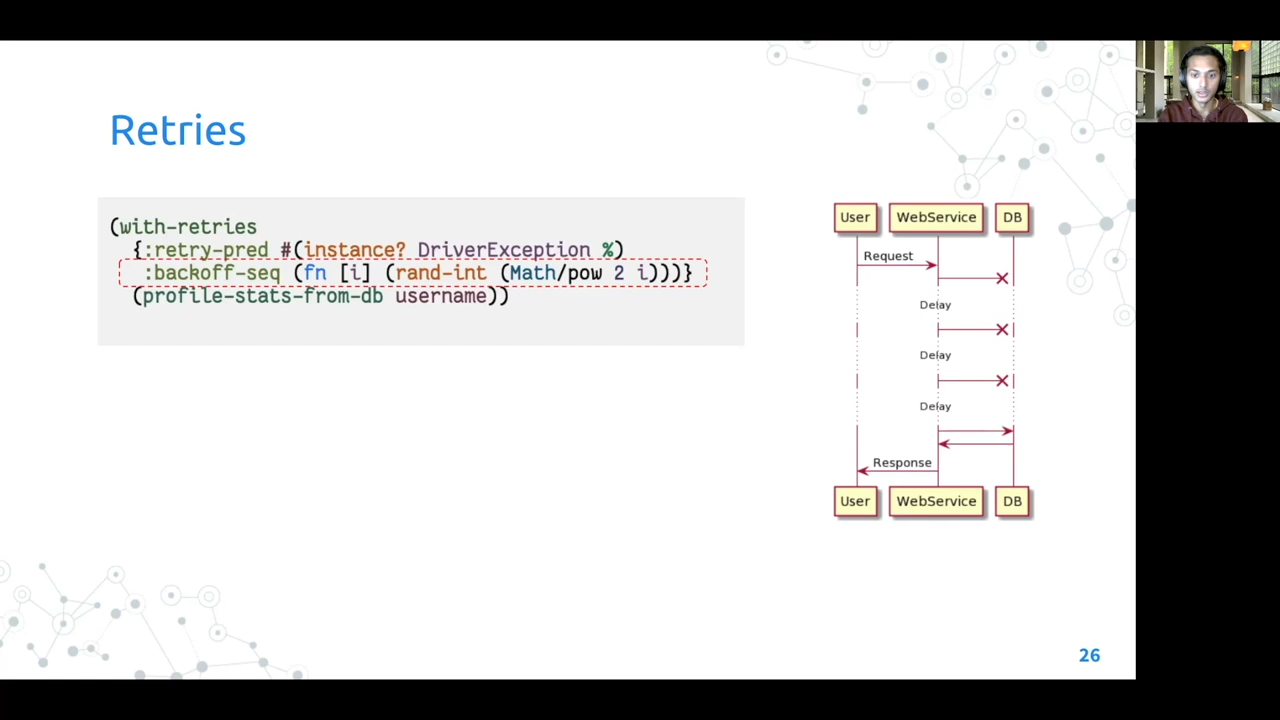 Retries
(with-retries
{:retry-pred #(instance? DriverException %)
:backoff-seq (fn [i] (rand-int (Math/pow 2 i)))}
(profile-stats-from-db username))
User WebService DB
Request
Delay
Delay
Delay
Response
User WebService DB
26